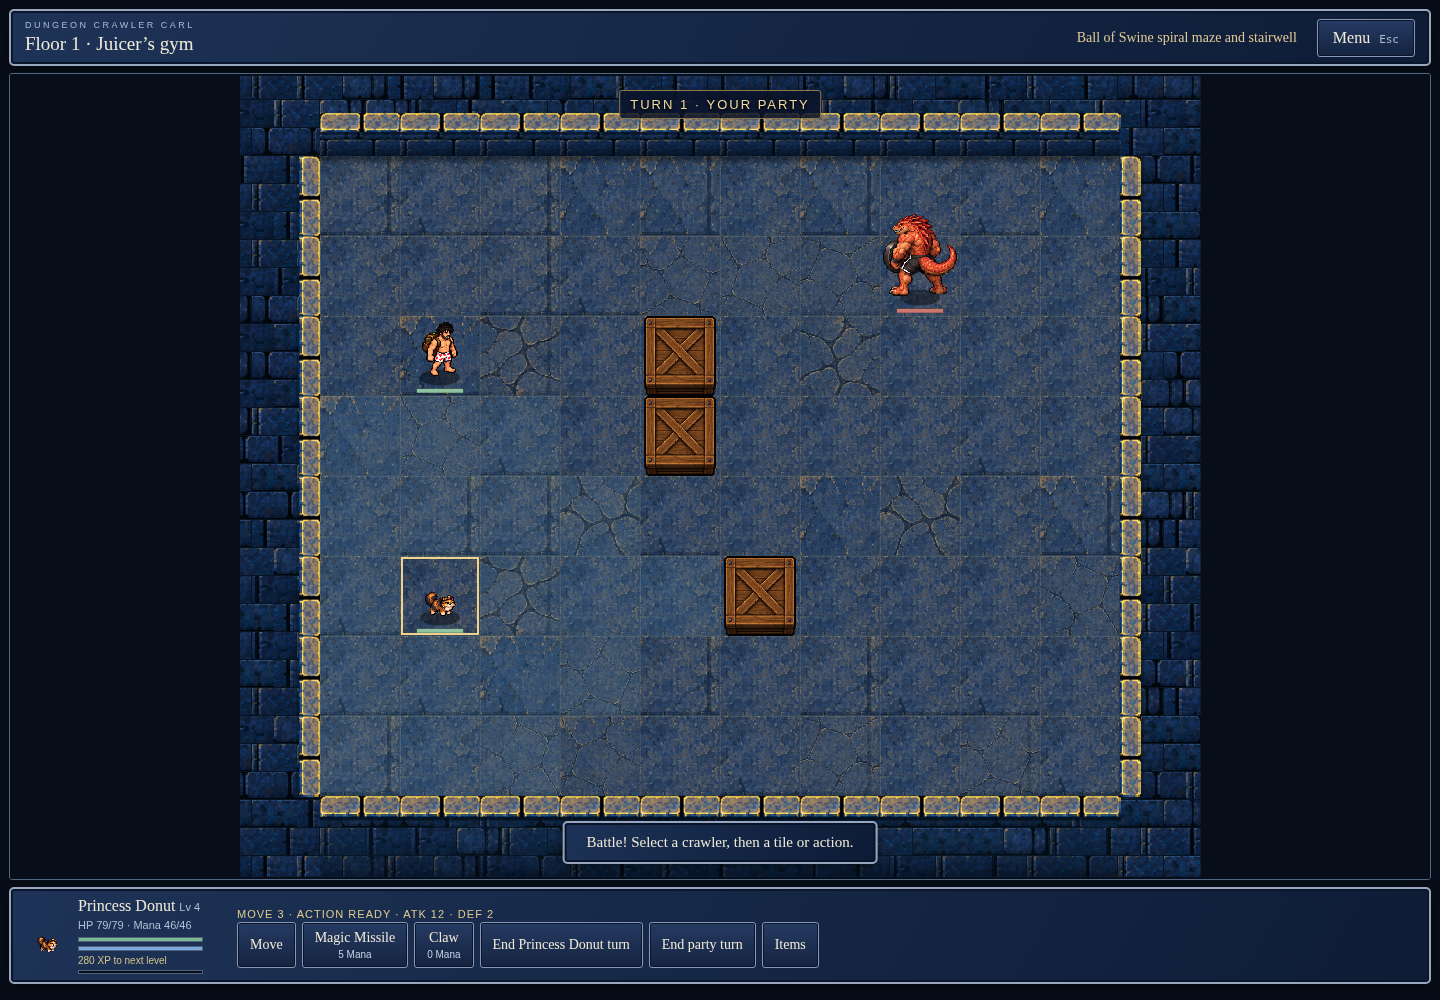 DUNGEON CRAWLER CARL
Floor 1 · Juicer’s gym
Ball of Swine spiral maze and stairwell
Menu Esc
TURN 1 · YOUR PARTY
Battle! Select a crawler, then a tile or action.
Princess Donut Lv 4
HP 79/79 · Mana 46/46
280 XP to next level
MOVE 3 · ACTION READY · ATK 12 · DEF 2
Move
Magic Missile
5 Mana
Claw
0 Mana
End Princess Donut turn
End party turn
Items